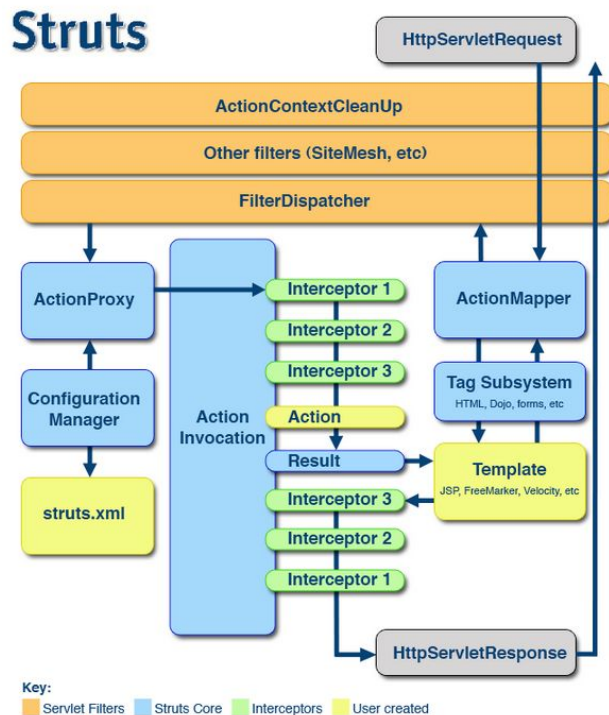 Struts
HttpServletRequest
ActionContextCleanUp
Other filters (SiteMesh, etc)
FilterDispatcher
ActionProxy
Interceptor 1
ActionMapper
Interceptor 2
Interceptor 3
Configuration
Manager
Action
Invocation
Action
Tag Subsystem
HTML, Dojo, forms, etc
Result
Template
JSP, FreeMarker, Velocity, etc
struts.xml
Interceptor 3
Interceptor 2
Interceptor 1
HttpServletResponse
Key:
Servlet Filters
Struts Core
Interceptors
User created